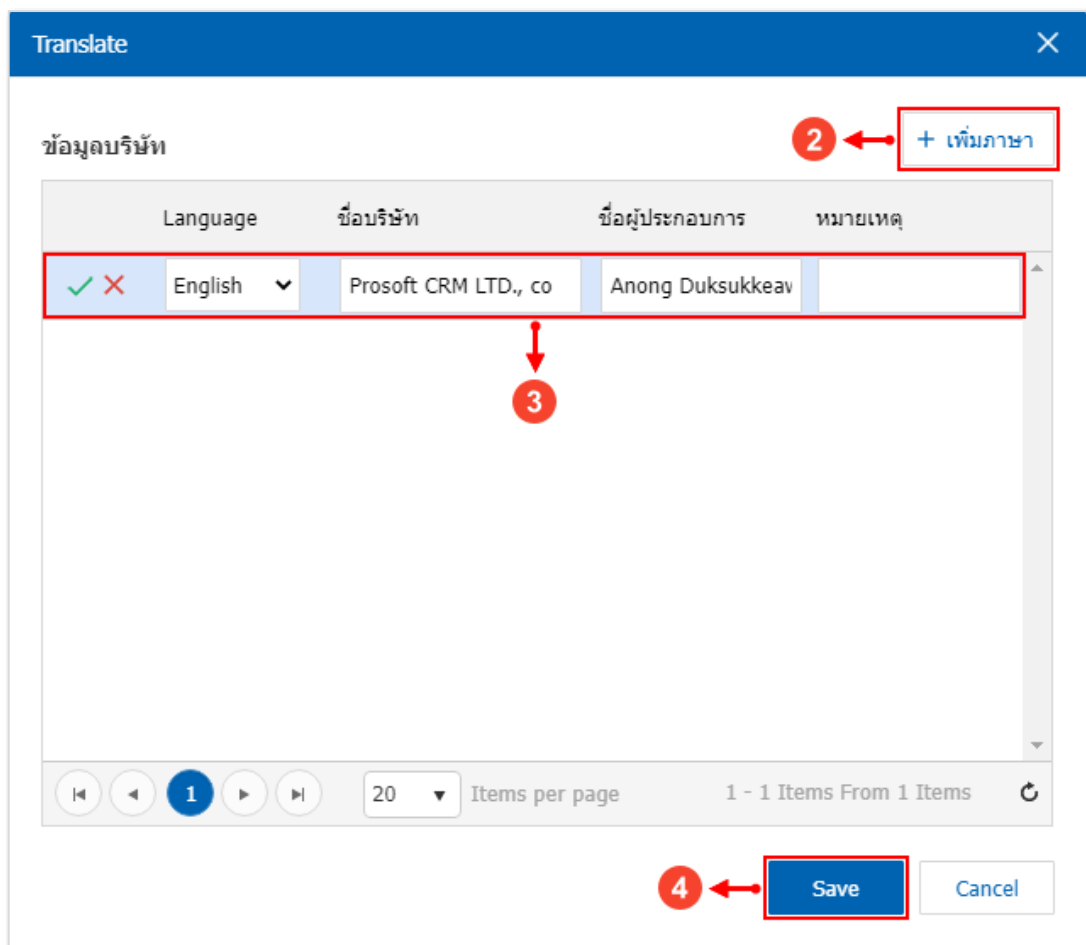 Translate
ข้อมูลบริษัท
2
+ เพิ่มภาษา
Language ชื่อบริษัท ชื่อผู้ประกอบการ หมายเหตุ
English Prosoft CRM LTD., co Anong Duksukkeaw
3
1 20 Items per page 1 - 1 Items From 1 Items
4
Save Cancel